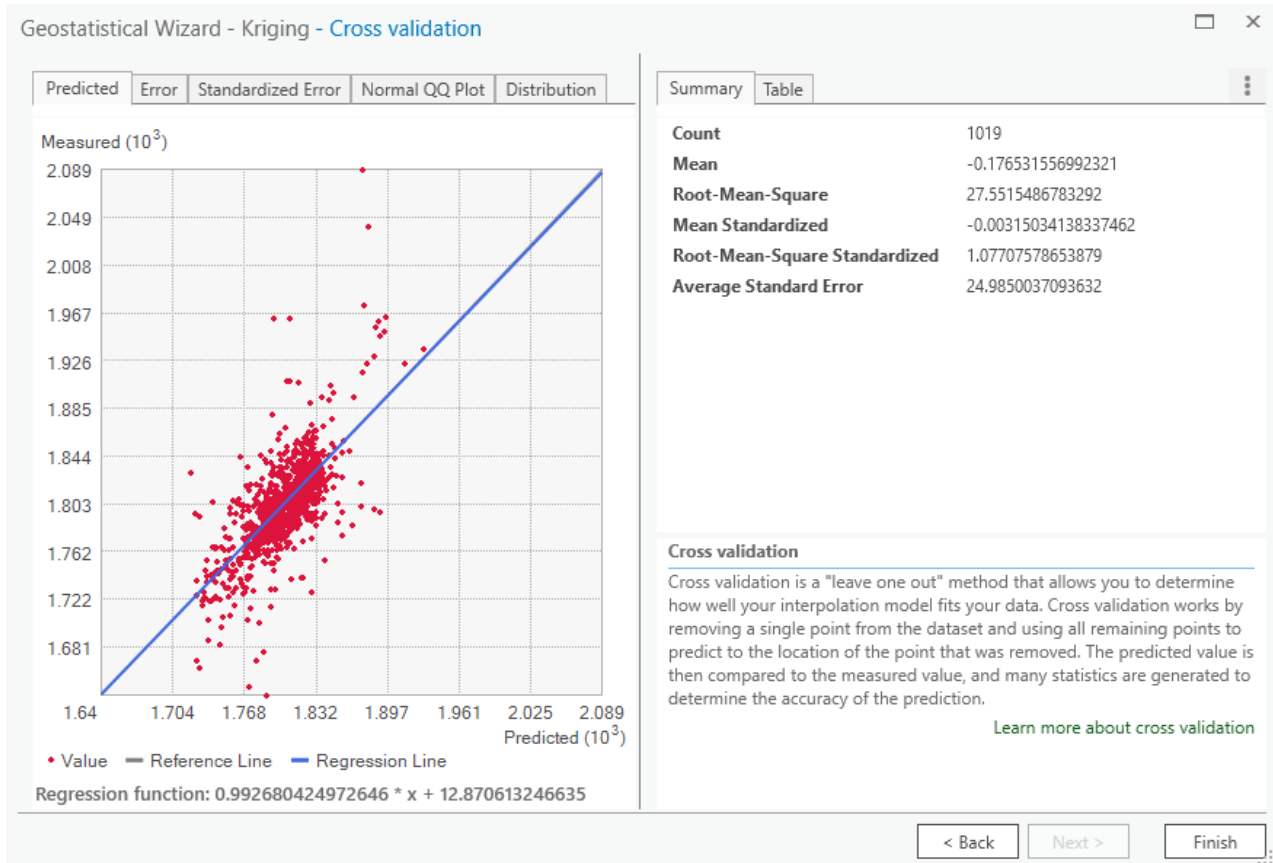 Geostatistical Wizard - Kriging - Cross validation
Predicted Error Standardized Error Normal QQ Plot Distribution
Measured (10³)
2.089
2.049
2.008
1.967
1.926
1.885
1.844
1.803
1.762
1.722
1.681
1.64 1.704 1.768 1.832 1.897 1.961 2.025 2.089
Predicted (10³)
Value Reference Line Regression Line
Regression function: 0.992680424972646 * x + 12.870613246635
Summary Table
Count 1019
Mean -0.176531556992321
Root-Mean-Square 27.5515486783292
Mean Standardized -0.00315034138337462
Root-Mean-Square Standardized 1.07707578653879
Average Standard Error 24.9850037093632
Cross validation
Cross validation is a "leave one out" method that allows you to determine
how well your interpolation model fits your data. Cross validation works by
removing a single point from the dataset and using all remaining points to
predict to the location of the point that was removed. The predicted value is
then compared to the measured value, and many statistics are generated to
determine the accuracy of the prediction.
Learn more about cross validation
< Back Next > Finish